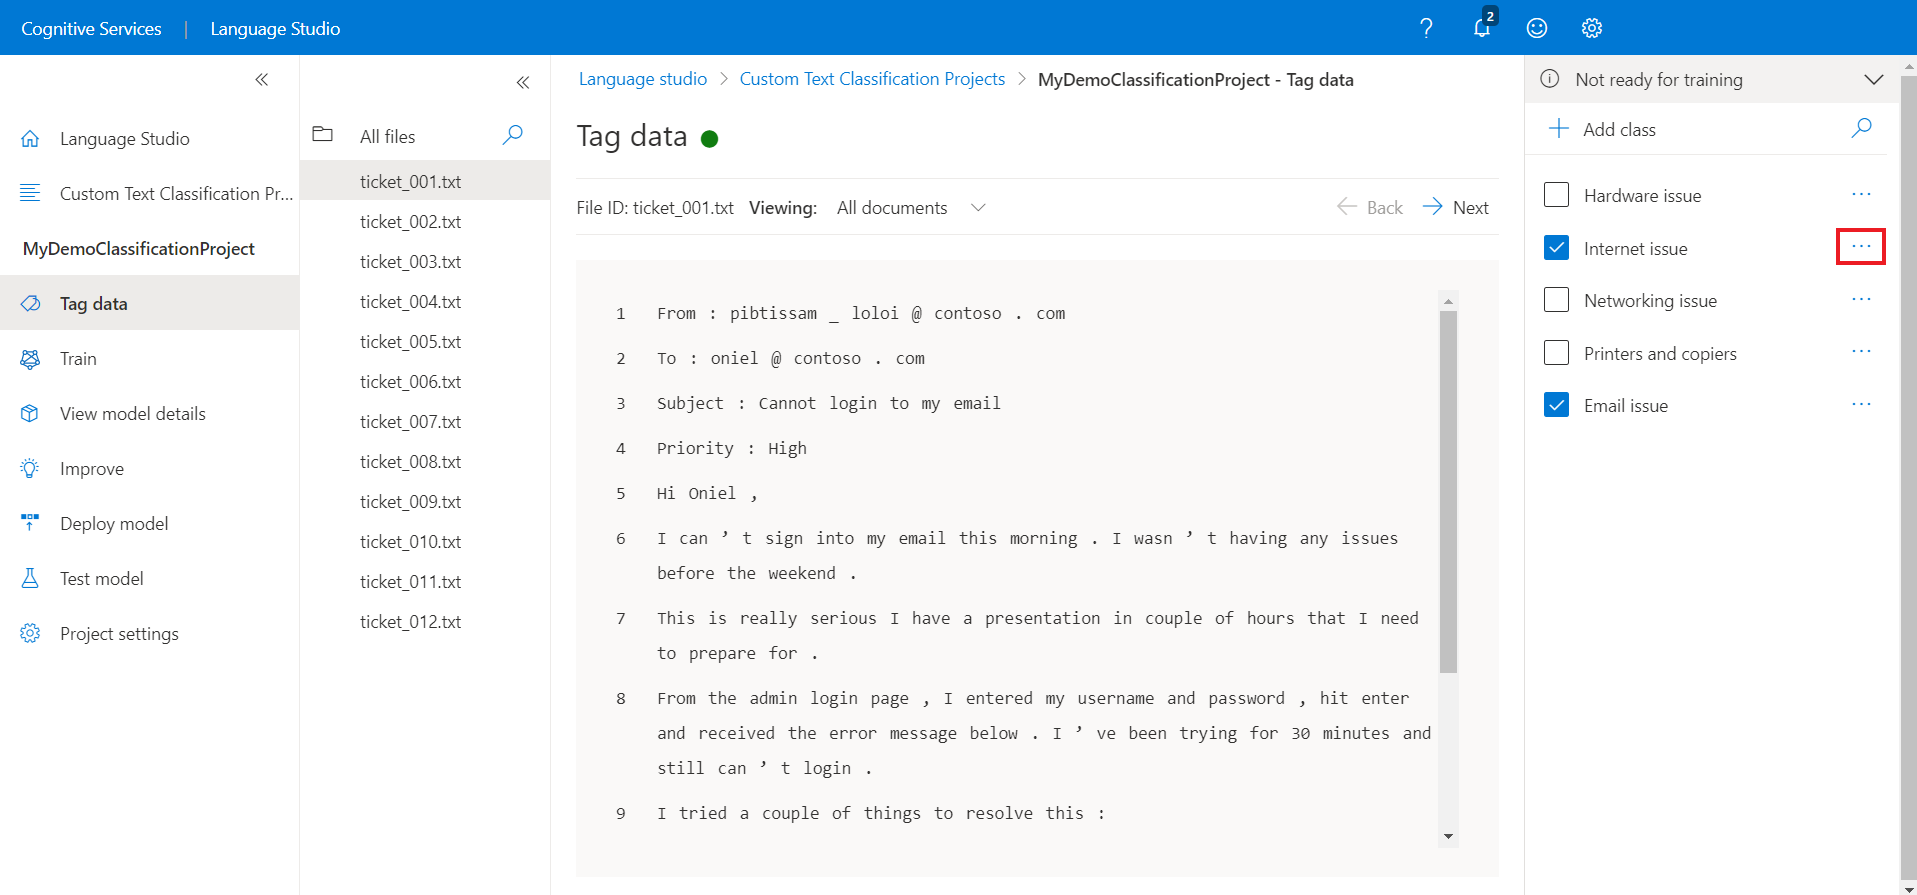 Cognitive Services | Language Studio
2
Language Studio
Custom Text Classification Pr...
MyDemoClassificationProject
Tag data
Train
View model details
Improve
Deploy model
Test model
Project settings
All files
ticket_001.txt
ticket_002.txt
ticket_003.txt
ticket_004.txt
ticket_005.txt
ticket_006.txt
ticket_007.txt
ticket_008.txt
ticket_009.txt
ticket_010.txt
ticket_011.txt
ticket_012.txt
Language studio > Custom Text Classification Projects > MyDemoClassificationProject - Tag data
Tag data
File ID: ticket_001.txt Viewing: All documents
Back Next
1 From : pibtissam _ loloi @ contoso . com
2 To : oniel @ contoso . com
3 Subject : Cannot login to my email
4 Priority : High
5 Hi Oniel ,
6 I can ’ t sign into my email this morning . I wasn ’ t having any issues
before the weekend .
7 This is really serious I have a presentation in couple of hours that I need
to prepare for .
8 From the admin login page , I entered my username and password , hit enter
and received the error message below . I ’ ve been trying for 30 minutes and
still can ’ t login .
9 I tried a couple of things to resolve this :
Not ready for training
Add class
Hardware issue ...
Internet issue ...
Networking issue ...
Printers and copiers ...
Email issue ...